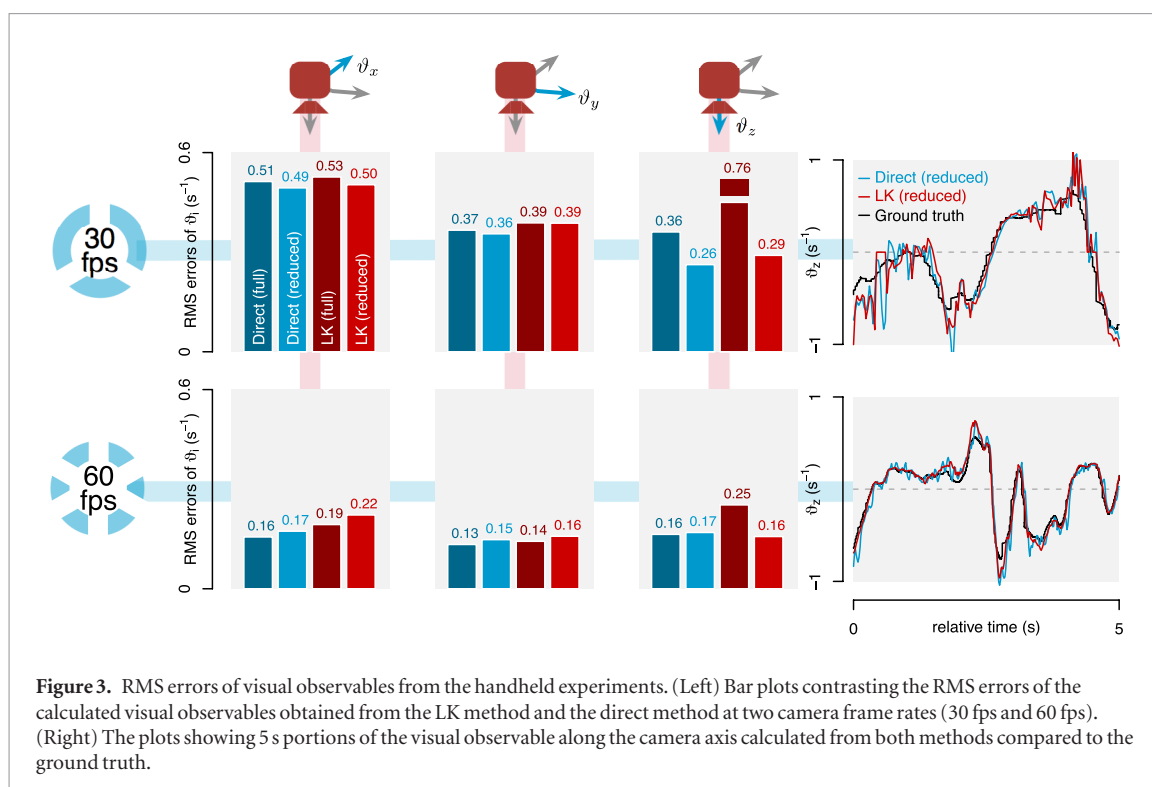 ϑx
ϑy
ϑz
30
fps
RMS errors of ϑi (s⁻¹)
0.6
0
0.51
0.49
0.53
0.50
Direct (full)
Direct (reduced)
LK (full)
LK (reduced)
0.37
0.36
0.39
0.39
0.36
0.26
0.76
0.29
ϑz (s⁻¹)
1
−1
Direct (reduced)
LK (reduced)
Ground truth
60
fps
RMS errors of ϑi (s⁻¹)
0.6
0
0.16
0.17
0.19
0.22
0.13
0.15
0.14
0.16
0.16
0.17
0.25
0.16
ϑz (s⁻¹)
1
−1
0
relative time (s)
5
Figure 3. RMS errors of visual observables from the handheld experiments. (Left) Bar plots contrasting the RMS errors of the
calculated visual observables obtained from the LK method and the direct method at two camera frame rates (30 fps and 60 fps).
(Right) The plots showing 5 s portions of the visual observable along the camera axis calculated from both methods compared to the
ground truth.